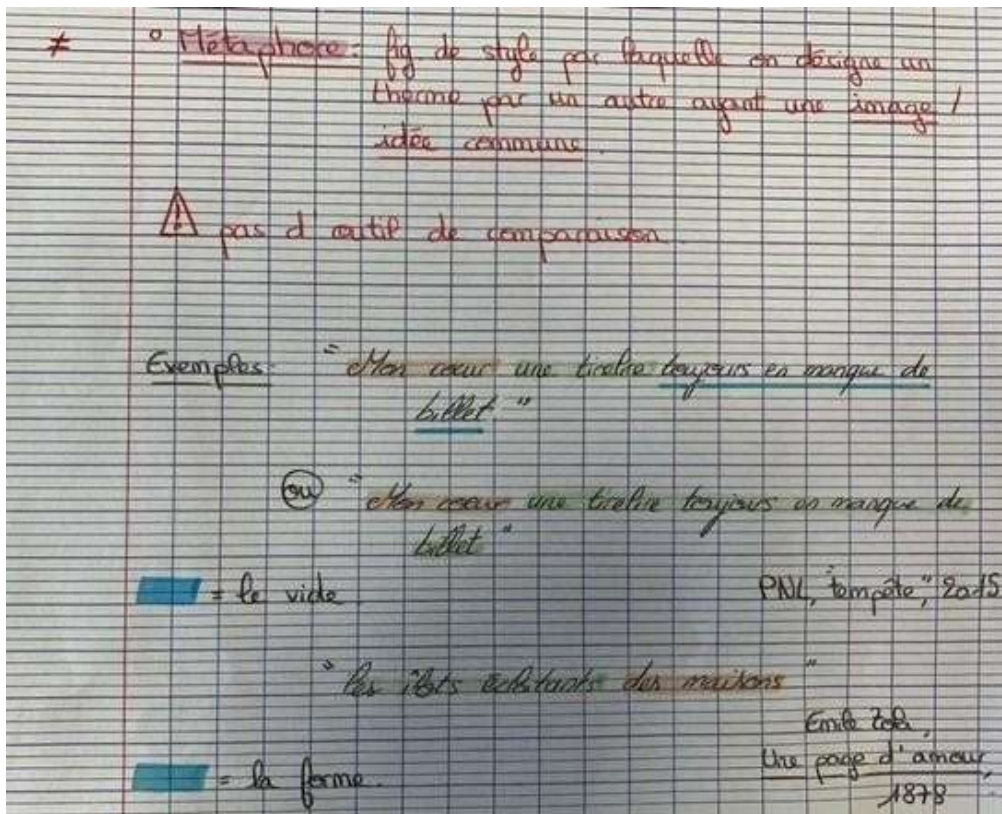 ≠ ° Métaphore : fig de style par laquelle on désigne un
therme par un autre ayant une image /
idée commune.
⚠ pas d outil de comparaison.
Exemples : "Mon cœur une tirelire toujours en manque de
billet."
ou "Mon cœur une tirelire toujours en manque de
billet"
= le vide.
PNL, "tempête", 2015
"les îlots éclatants des maisons"
Emile Zola,
= la forme.
Une page d'amour,
1878